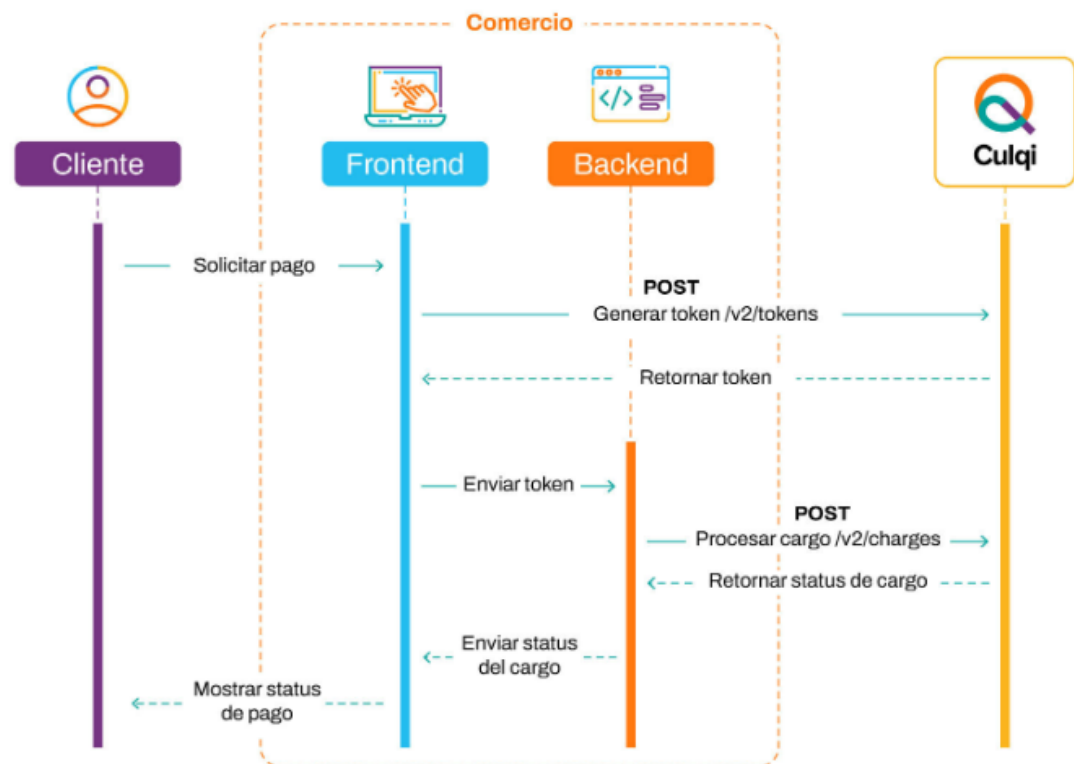 Comercio
Cliente
Frontend
Backend
Culqi
Solicitar pago
POST
Generar token /v2/tokens
Retornar token
Enviar token
POST
Procesar cargo /v2/charges
Retornar status de cargo
Enviar status
del cargo
Mostrar status
de pago